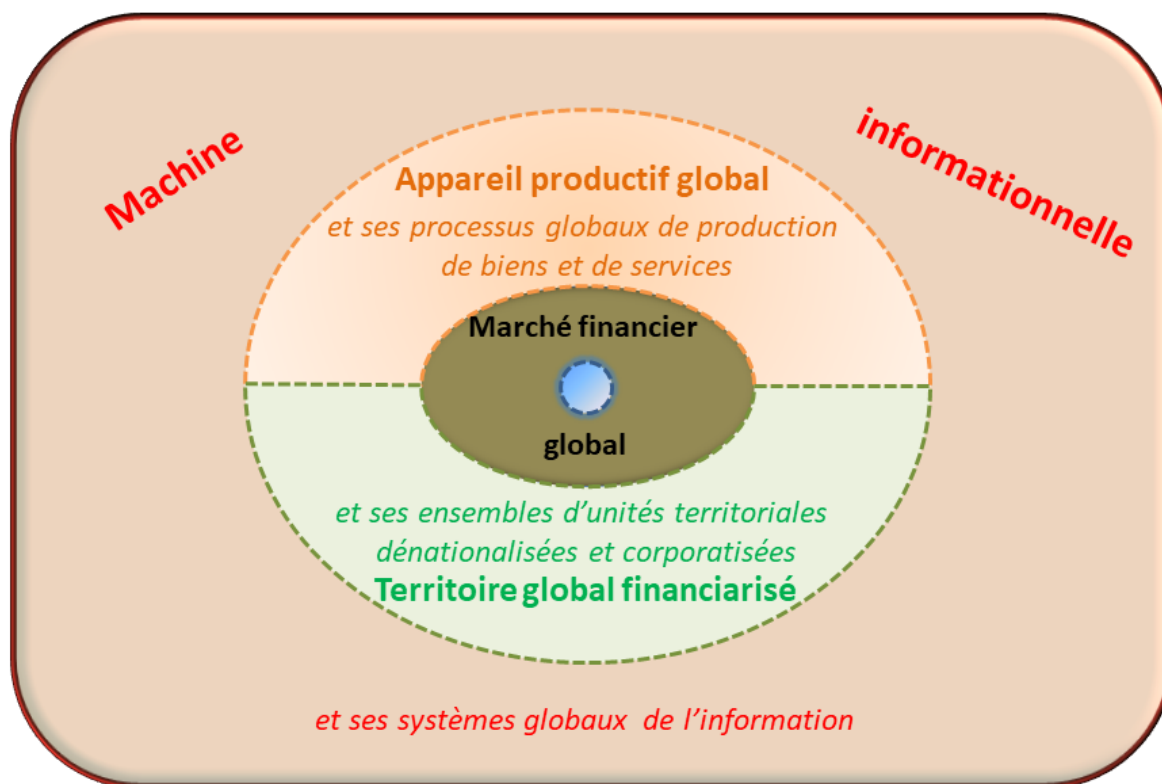 Machine
informationnelle
Appareil productif global
et ses processus globaux de production
de biens et de services
Marché financier
global
et ses ensembles d’unités territoriales
dénationalisées et corporatisées
Territoire global financiarisé
et ses systèmes globaux de l’information